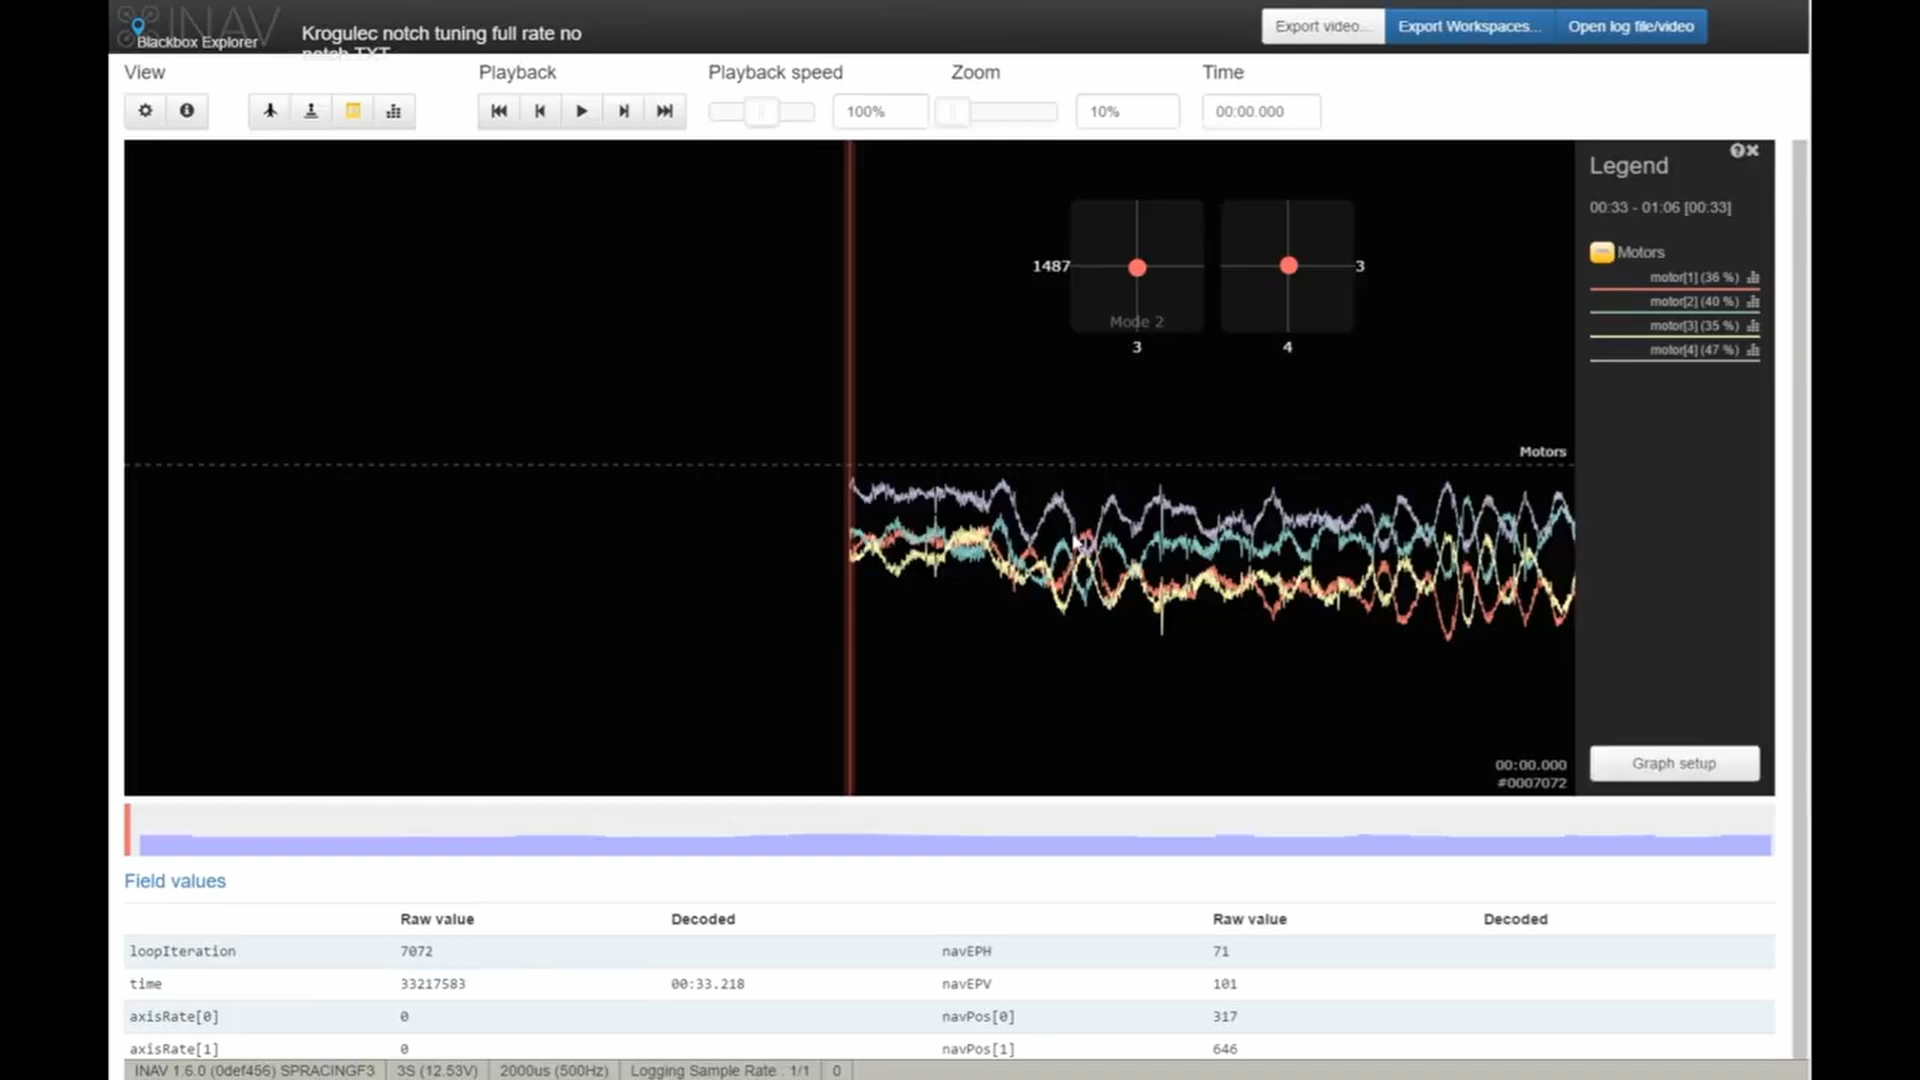 INAV
Blackbox Explorer
Krogulec notch tuning full rate no
notch.TXT
Export video...
Export Workspaces...
Open log file/video
View
Playback
Playback speed
Zoom
Time
100%
10%
00:00.000
Legend
00:33 - 01:06 [00:33]
Motors
motor[1] (36 %)
motor[2] (40 %)
motor[3] (35 %)
motor[4] (47 %)
1487
3
Mode 2
3
4
Motors
00:00.000
#0007072
Graph setup
Field values
Raw value Decoded Raw value Decoded
loopIteration 7072 navEPH 71
time 33217583 00:33.218 navEPV 101
axisRate[0] 0 navPos[0] 317
axisRate[1] 0 navPos[1] 646
INAV 1.6.0 (0def456) SPRACINGF3 3S (12.53V) 2000us (500Hz) Logging Sample Rate : 1/1 0